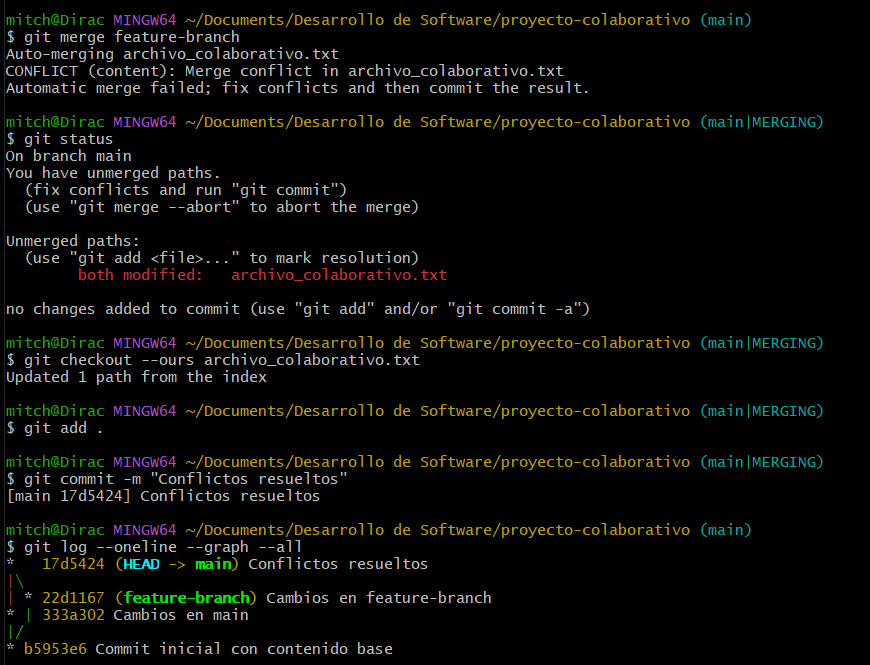 mitch@Dirac MINGW64 ~/Documents/Desarrollo de Software/proyecto-colaborativo (main)
$ git merge feature-branch
Auto-merging archivo_colaborativo.txt
CONFLICT (content): Merge conflict in archivo_colaborativo.txt
Automatic merge failed; fix conflicts and then commit the result.

mitch@Dirac MINGW64 ~/Documents/Desarrollo de Software/proyecto-colaborativo (main|MERGING)
$ git status
On branch main
You have unmerged paths.
  (fix conflicts and run "git commit")
  (use "git merge --abort" to abort the merge)

Unmerged paths:
  (use "git add <file>..." to mark resolution)
        both modified:   archivo_colaborativo.txt

no changes added to commit (use "git add" and/or "git commit -a")

mitch@Dirac MINGW64 ~/Documents/Desarrollo de Software/proyecto-colaborativo (main|MERGING)
$ git checkout --ours archivo_colaborativo.txt
Updated 1 path from the index

mitch@Dirac MINGW64 ~/Documents/Desarrollo de Software/proyecto-colaborativo (main|MERGING)
$ git add .

mitch@Dirac MINGW64 ~/Documents/Desarrollo de Software/proyecto-colaborativo (main|MERGING)
$ git commit -m "Conflictos resueltos"
[main 17d5424] Conflictos resueltos

mitch@Dirac MINGW64 ~/Documents/Desarrollo de Software/proyecto-colaborativo (main)
$ git log --oneline --graph --all
*   17d5424 (HEAD -> main) Conflictos resueltos
|\
| * 22d1167 (feature-branch) Cambios en feature-branch
* | 333a302 Cambios en main
|/
* b5953e6 Commit inicial con contenido base